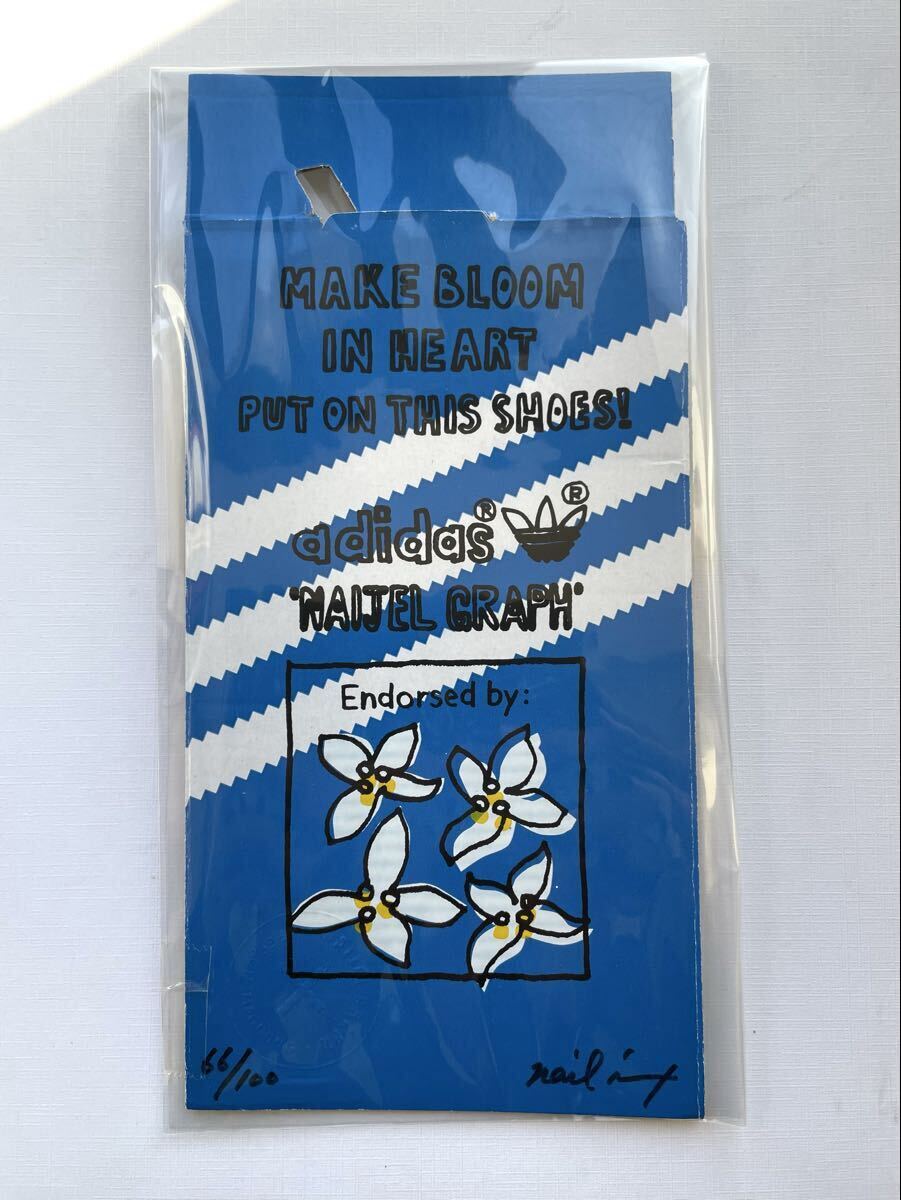 MAKE BLOOM
IN HEART
PUT ON THIS SHOES!
adidas® ®
"NAIJEL GRAPH"
Endorsed by:
66/100